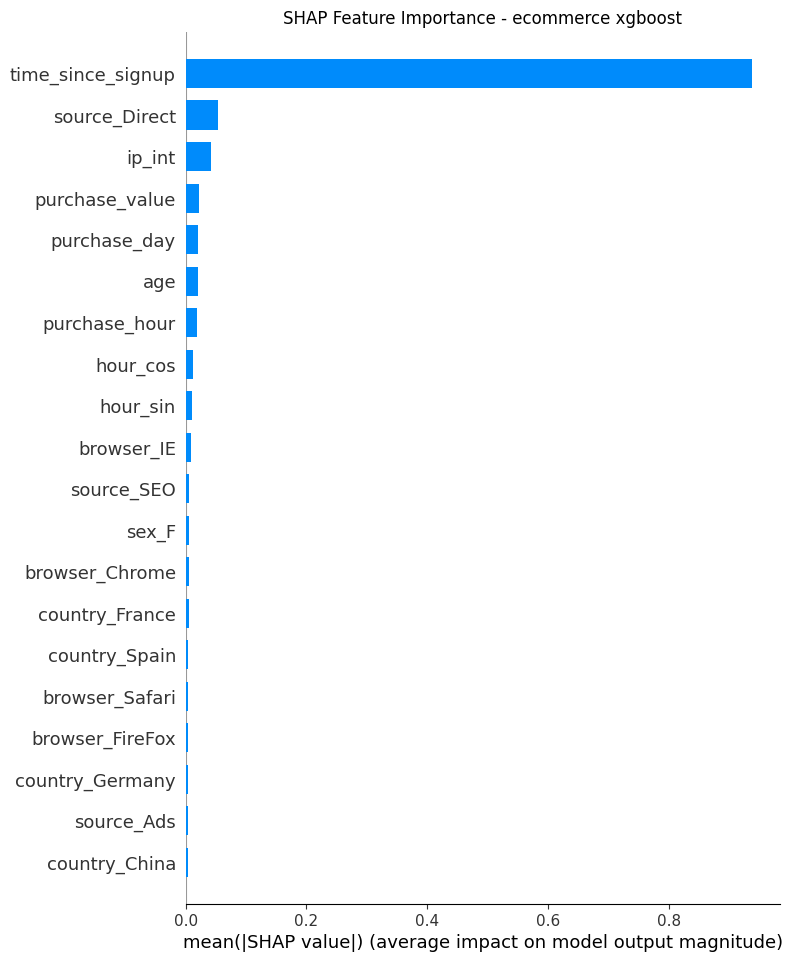 SHAP Feature Importance - ecommerce xgboost
time_since_signup
source_Direct
ip_int
purchase_value
purchase_day
age
purchase_hour
hour_cos
hour_sin
browser_IE
source_SEO
sex_F
browser_Chrome
country_France
country_Spain
browser_Safari
browser_FireFox
country_Germany
source_Ads
country_China
0.0 0.2 0.4 0.6 0.8
mean(|SHAP value|) (average impact on model output magnitude)